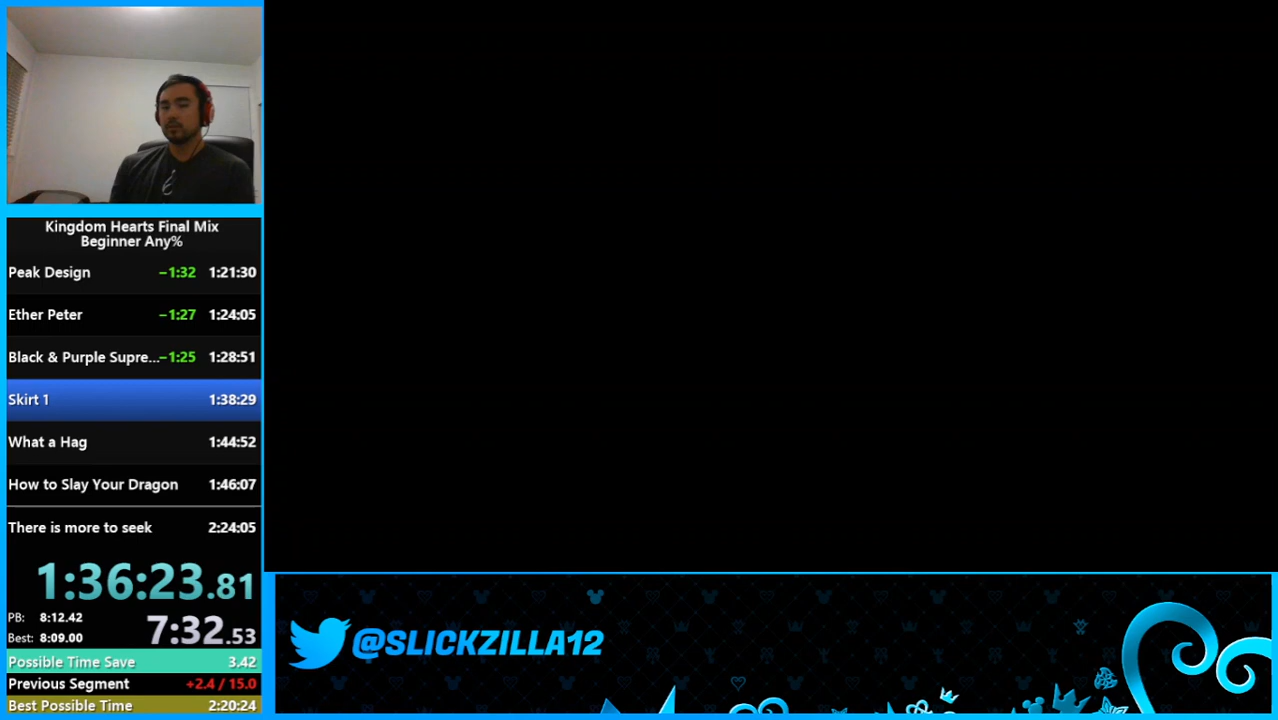 Kingdom Hearts Final Mix
Beginner Any%
Peak Design −1:32 1:21:30
Ether Peter −1:27 1:24:05
Black & Purple Supre... −1:25 1:28:51
Skirt 1 1:38:29
What a Hag 1:44:52
How to Slay Your Dragon 1:46:07
There is more to seek 2:24:05
1:36:23.81
PB: 8:12.42
Best: 8:09.00
7:32.53
Possible Time Save 3.42
Previous Segment +2.4 / 15.0
Best Possible Time 2:20:24
@SLICKZILLA12